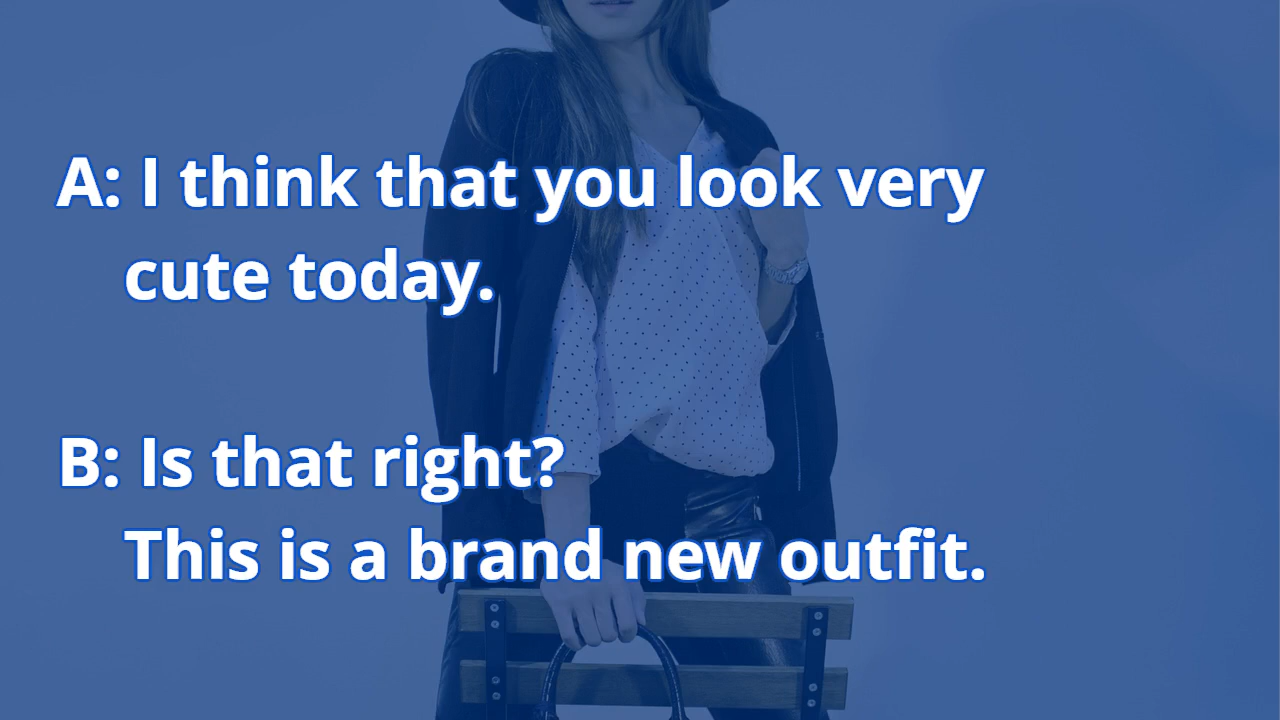 A: I think that you look very
cute today.
B: Is that right?
This is a brand new outfit.